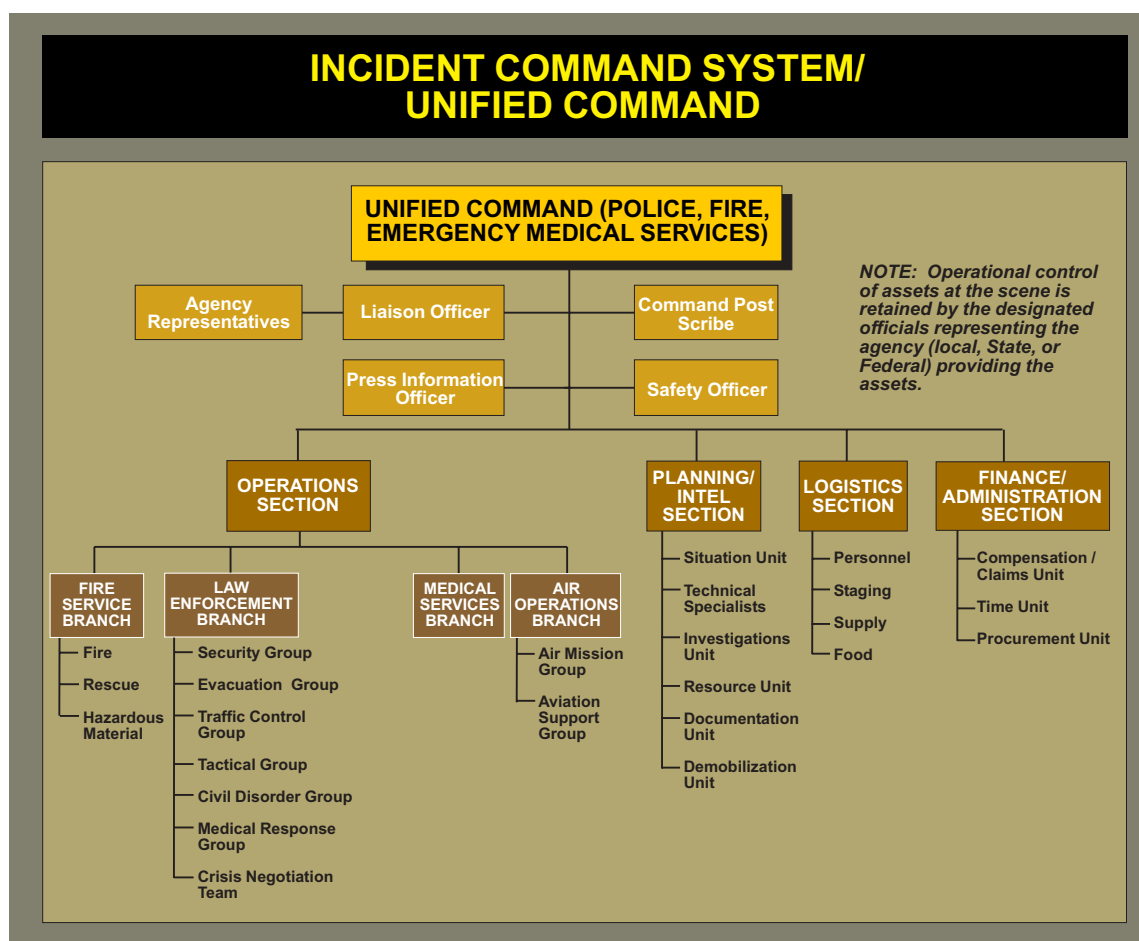 INCIDENT COMMAND SYSTEM/
UNIFIED COMMAND
UNIFIED COMMAND (POLICE, FIRE,
EMERGENCY MEDICAL SERVICES)
NOTE:  Operational control
of assets at the scene is
retained by the designated
officials representing the
agency (local, State, or
Federal) providing the
assets.
Agency
Representatives
Liaison Officer
Command Post
Scribe
Press Information
Officer
Safety Officer
OPERATIONS
SECTION
PLANNING/
INTEL
SECTION
LOGISTICS
SECTION
FINANCE/
ADMINISTRATION
SECTION
FIRE
SERVICE
BRANCH
Fire
Rescue
Hazardous
Material
LAW
ENFORCEMENT
BRANCH
Security Group
Evacuation  Group
Traffic Control
Group
Tactical Group
Civil Disorder Group
Medical Response
Group
Crisis Negotiation
Team
MEDICAL
SERVICES
BRANCH
AIR
OPERATIONS
BRANCH
Air Mission
Group
Aviation
Support
Group
Situation Unit
Technical
Specialists
Investigations
Unit
Resource Unit
Documentation
Unit
Demobilization
Unit
Personnel
Staging
Supply
Food
Compensation /
Claims Unit
Time Unit
Procurement Unit